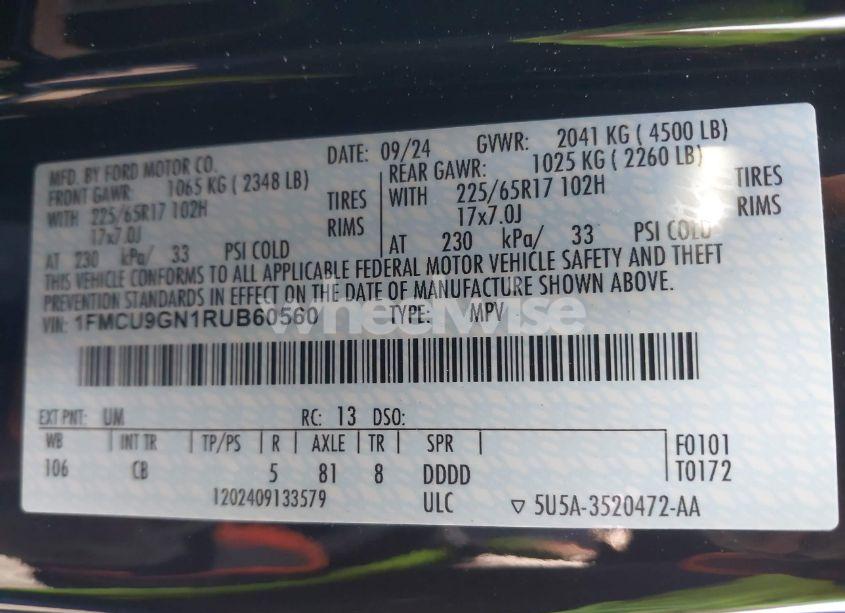 MFD. BY FORD MOTOR CO. DATE: 09/24 GVWR: 2041 KG ( 4500 LB)
FRONT GAWR: 1065 KG ( 2348 LB) REAR GAWR: 1025 KG ( 2260 LB)
WITH 225/65R17 102H TIRES WITH 225/65R17 102H TIRES
17x7.0J RIMS 17x7.0J RIMS
AT 230 kPa/ 33 PSI COLD AT 230 kPa/ 33 PSI COLD
THIS VEHICLE CONFORMS TO ALL APPLICABLE FEDERAL MOTOR VEHICLE SAFETY AND THEFT
PREVENTION STANDARDS IN EFFECT ON THE DATE OF MANUFACTURE SHOWN ABOVE.
VIN: 1FMCU9GN1RUB60560 TYPE: MPV
wheelwise
EXT PNT: UM RC: 13 DSO:
WB INT TR TP/PS R AXLE TR SPR F0101
106 CB 5 81 8 DDDD T0172
1202409133579 ULC ▽ 5U5A-3520472-AA